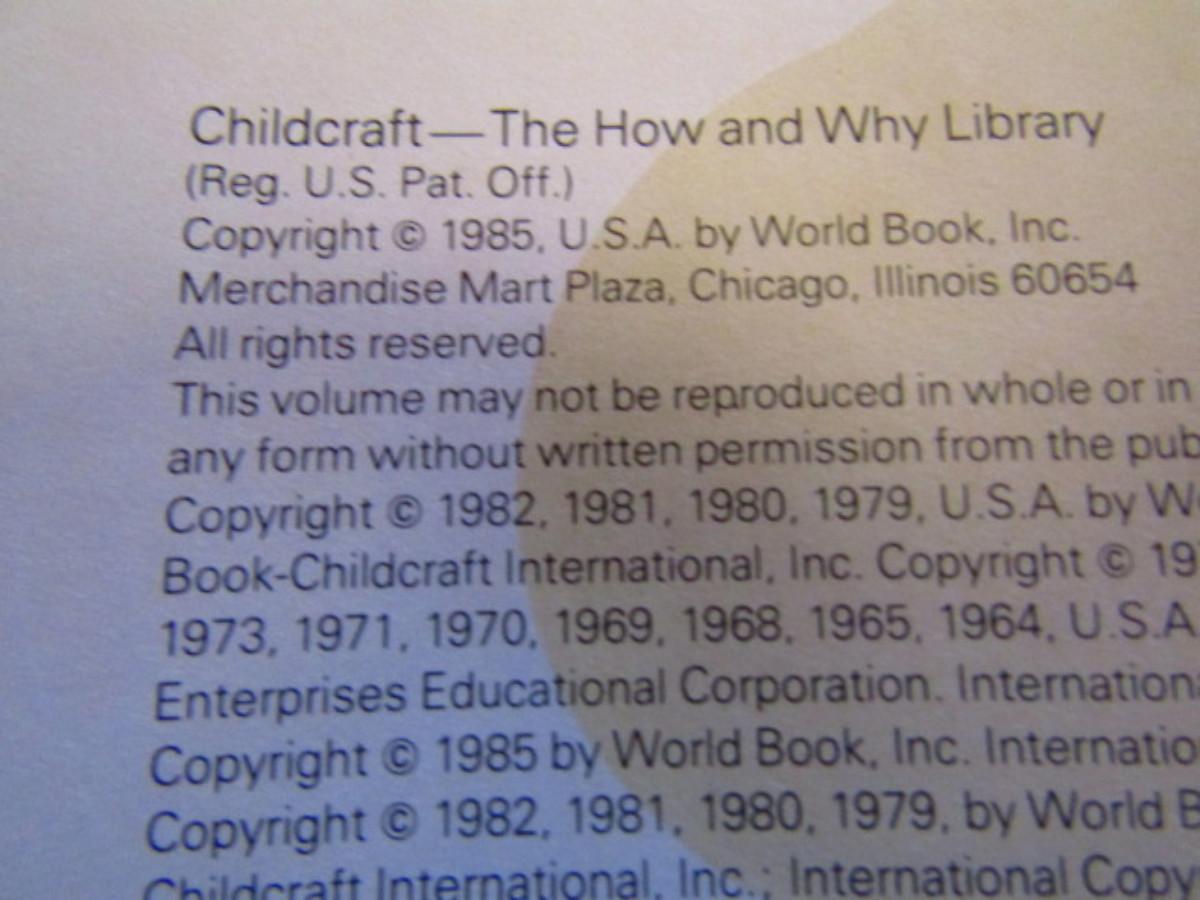 Childcraft—The How and Why Library
(Reg. U.S. Pat. Off.)
Copyright © 1985, U.S.A. by World Book, Inc.
Merchandise Mart Plaza, Chicago, Illinois 60654
All rights reserved.
This volume may not be reproduced in whole or in
any form without written permission from the pub
Copyright © 1982, 1981, 1980, 1979, U.S.A. by W
Book-Childcraft International, Inc. Copyright © 19
1973, 1971, 1970, 1969, 1968, 1965, 1964, U.S.A
Enterprises Educational Corporation. Internation
Copyright © 1985 by World Book, Inc. Internatio
Copyright © 1982, 1981, 1980, 1979, by World B
Childcraft International, Inc.; International Copy